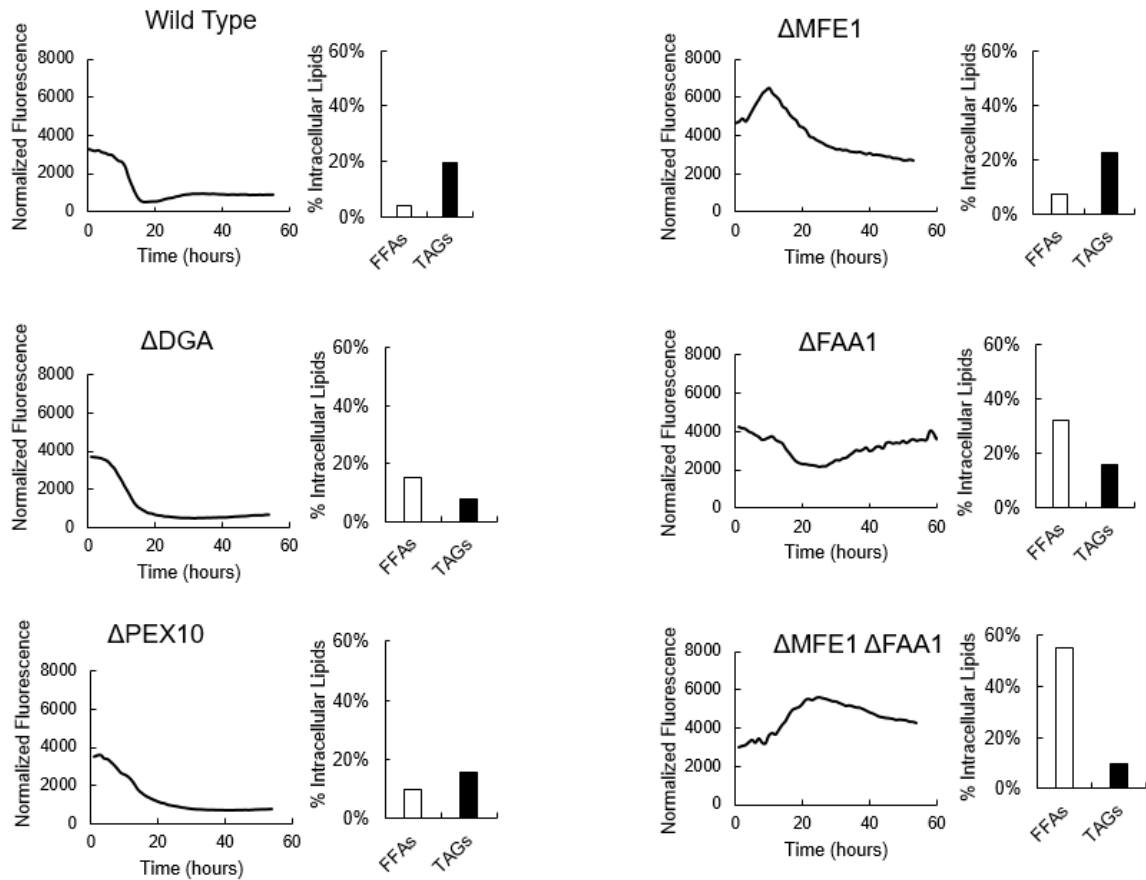 Wild Type
Normalized Fluorescence
8000
6000
4000
2000
0
0 20 40 60
Time (hours)
% Intracellular Lipids
60%
40%
20%
0%
FFAs TAGs
ΔMFE1
Normalized Fluorescence
8000
6000
4000
2000
0
0 20 40 60
Time (hours)
% Intracellular Lipids
60%
40%
20%
0%
FFAs TAGs
ΔDGA
Normalized Fluorescence
8000
6000
4000
2000
0
0 20 40 60
Time (hours)
% Intracellular Lipids
60%
40%
20%
0%
FFAs TAGs
ΔFAA1
Normalized Fluorescence
8000
6000
4000
2000
0
0 20 40 60
Time (hours)
% Intracellular Lipids
60%
40%
20%
0%
FFAs TAGs
ΔPEX10
Normalized Fluorescence
8000
6000
4000
2000
0
0 20 40 60
Time (hours)
% Intracellular Lipids
60%
40%
20%
0%
FFAs TAGs
ΔMFE1 ΔFAA1
Normalized Fluorescence
8000
6000
4000
2000
0
0 20 40 60
Time (hours)
% Intracellular Lipids
60%
40%
20%
0%
FFAs TAGs